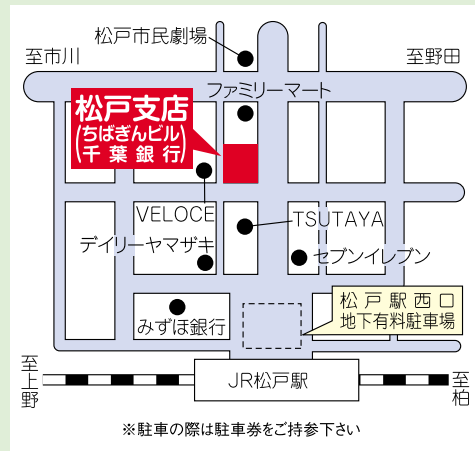 松戸市民劇場
至市川
至野田
ファミリーマート
松戸支店
(ちばぎんビル)
(千葉銀行)
VELOCE
TSUTAYA
デイリーヤマザキ
セブンイレブン
みずほ銀行
松戸駅西口
地下有料駐車場
至上野
JR松戸駅
至柏
※駐車の際は駐車券をご持参下さい